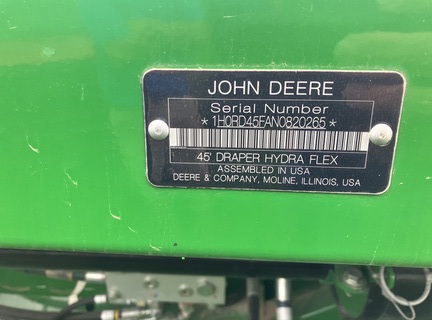 JOHN DEERE
Serial Number
*1H0RD45FAN0820265*
45' DRAPER HYDRA FLEX
ASSEMBLED IN USA
DEERE & COMPANY, MOLINE, ILLINOIS, USA